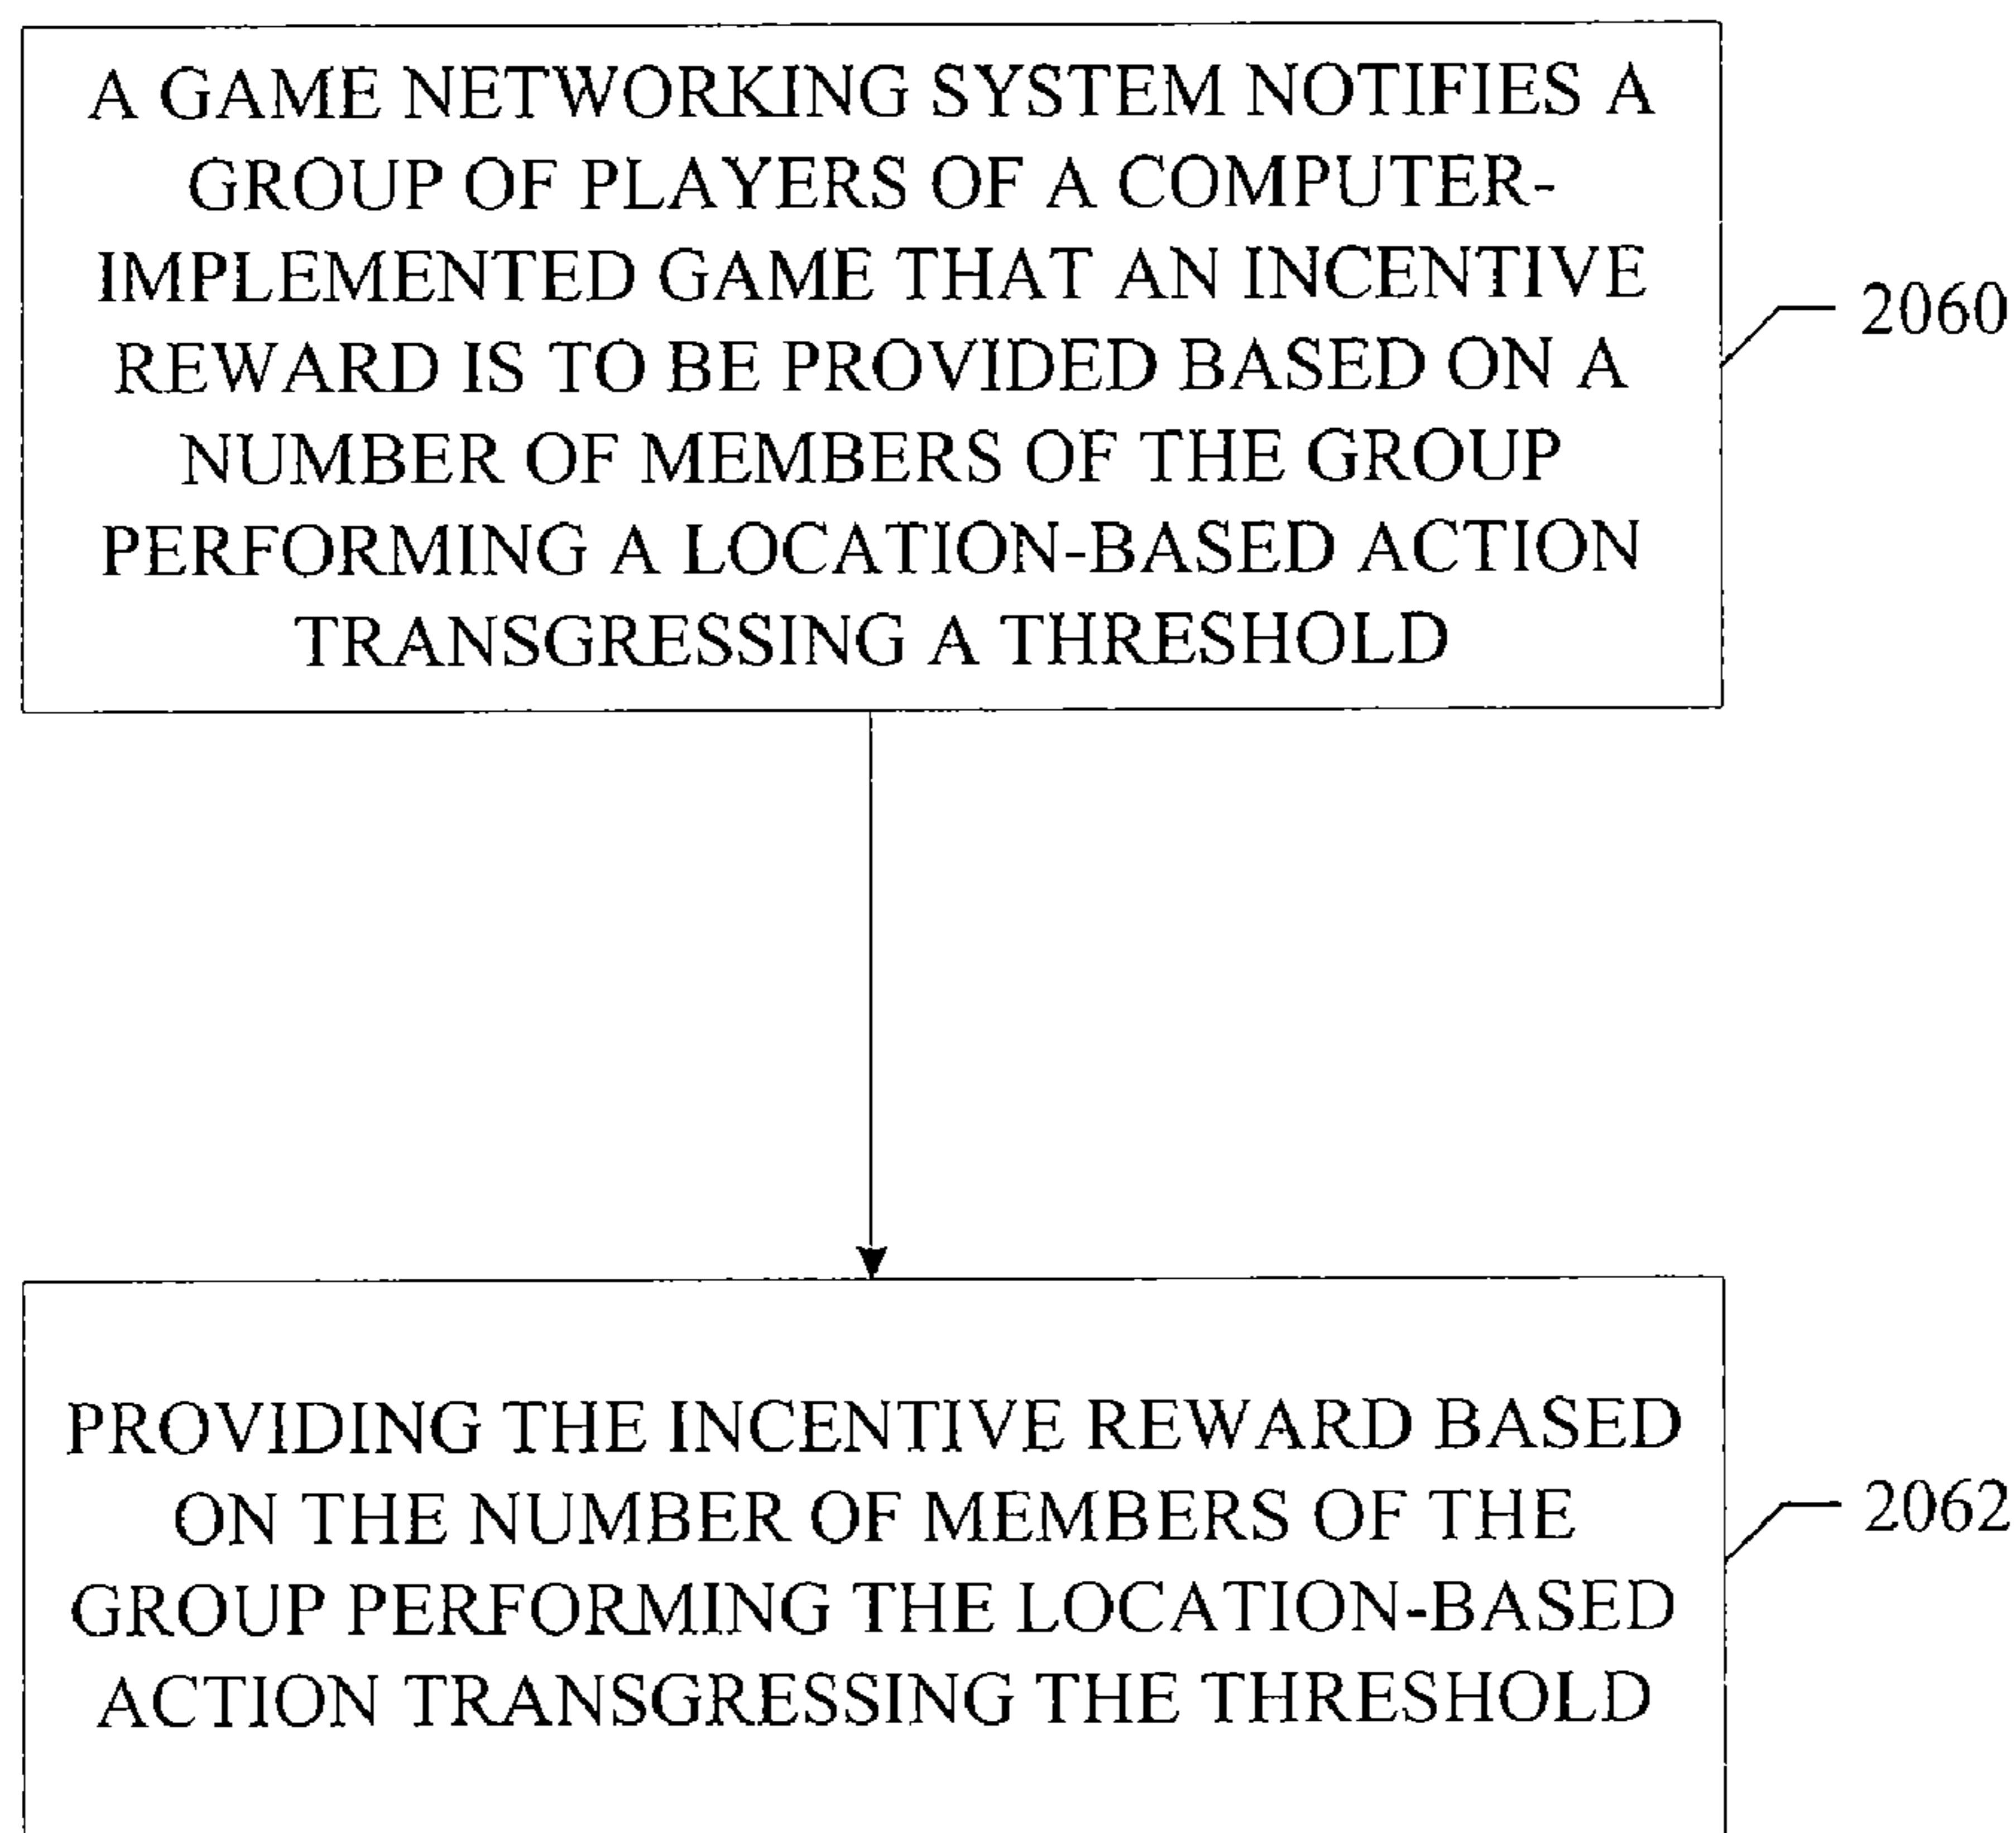 A GAME NETWORKING SYSTEM NOTIFIES A
GROUP OF PLAYERS OF A COMPUTER-
IMPLEMENTED GAME THAT AN INCENTIVE
REWARD IS TO BE PROVIDED BASED ON A
NUMBER OF MEMBERS OF THE GROUP
PERFORMING A LOCATION-BASED ACTION
TRANSGRESSING A THRESHOLD
2060
PROVIDING THE INCENTIVE REWARD BASED
ON THE NUMBER OF MEMBERS OF THE
GROUP PERFORMING THE LOCATION-BASED
ACTION TRANSGRESSING THE THRESHOLD
2062